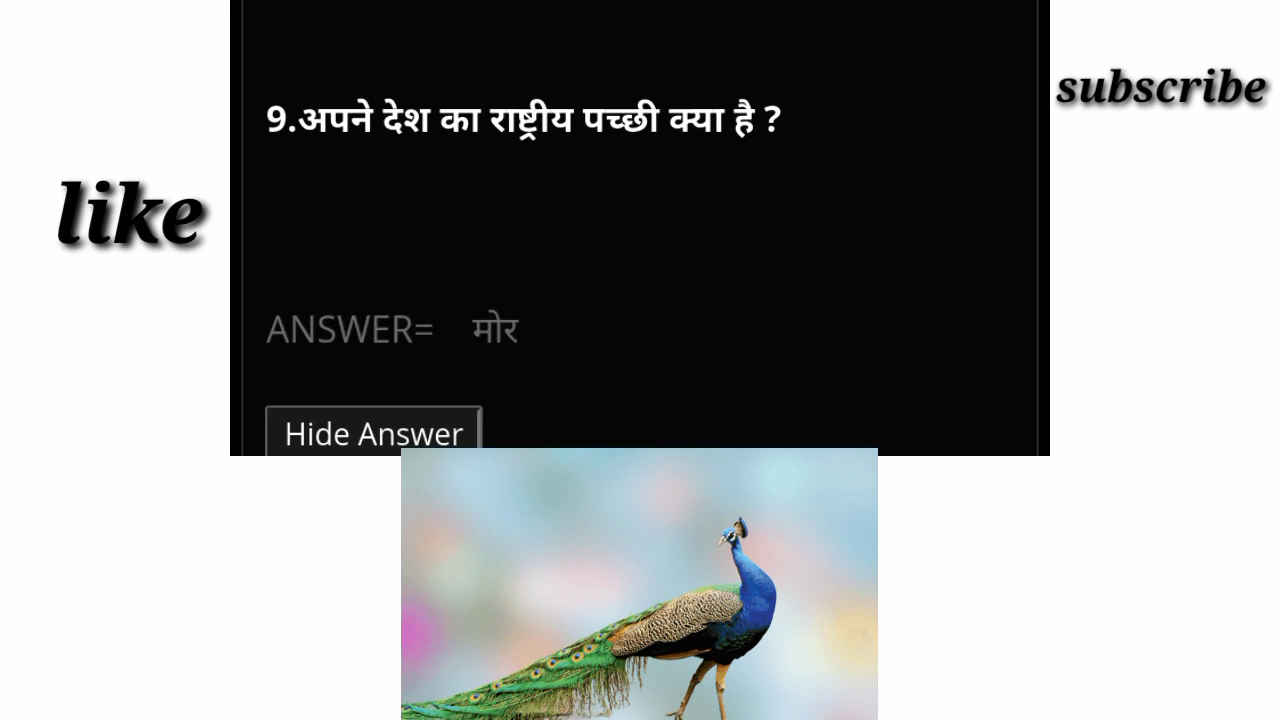 subscribe
9.अपने देश का राष्ट्रीय पच्छी क्या है ?
like
ANSWER= मोर
Hide Answer